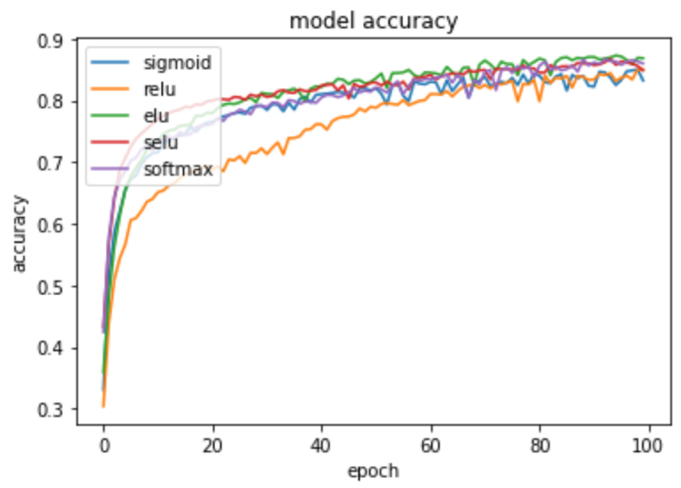 model accuracy
0.9
0.8
0.7
0.6
0.5
0.4
0.3
accuracy
sigmoid
relu
elu
selu
softmax
0 20 40 60 80 100
epoch